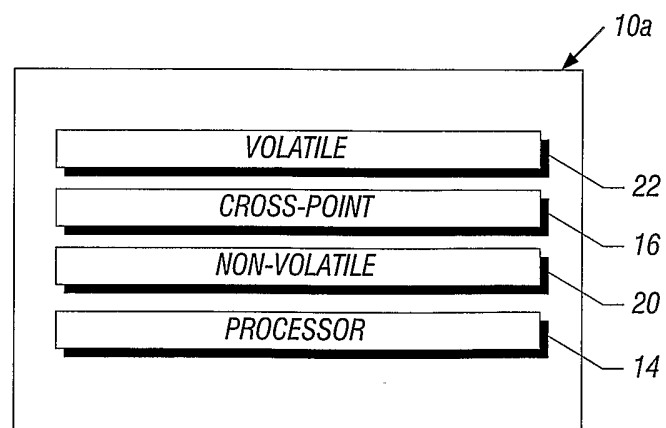 10a
VOLATILE
22
CROSS-POINT
16
NON-VOLATILE
20
PROCESSOR
14